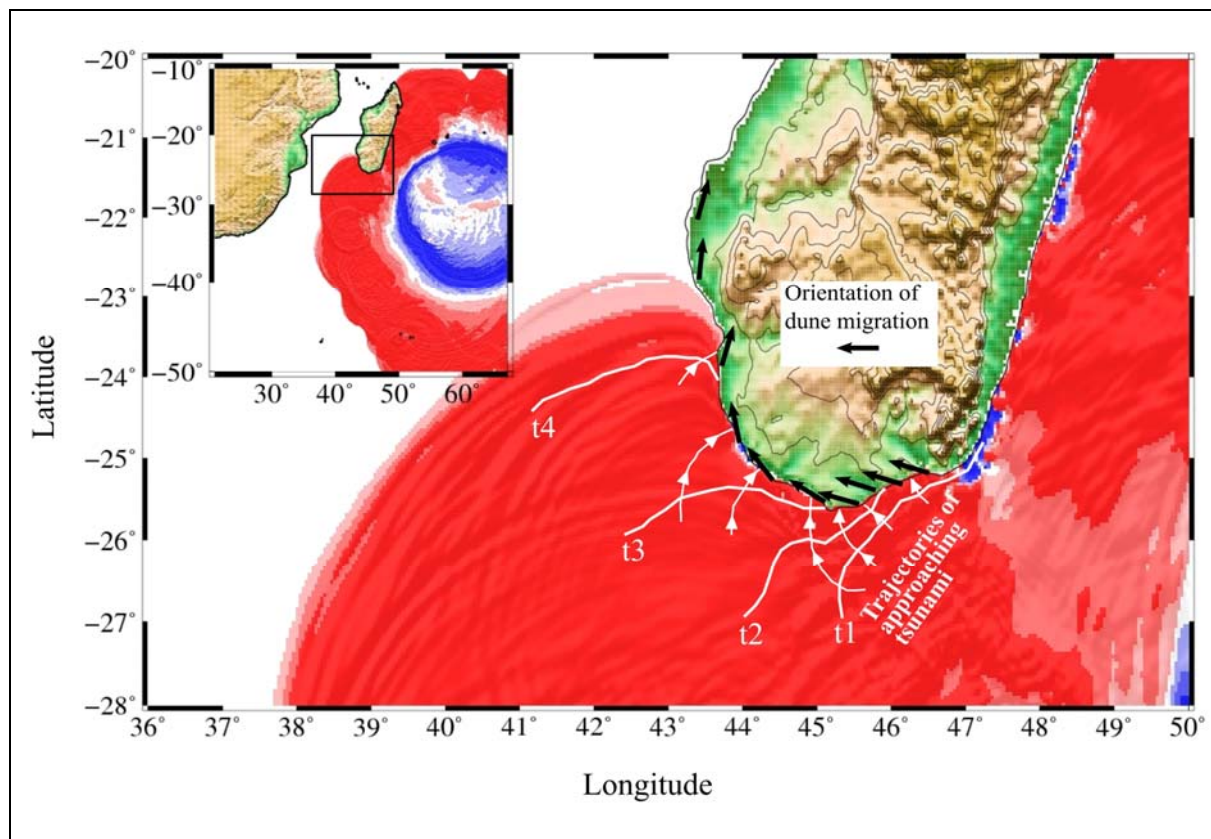 −20°
−21°
−22°
−23°
−24°
−25°
−26°
−27°
−28°
Latitude
−10°
−20°
−30°
−40°
−50°
30° 40° 50° 60°
Orientation of
dune migration
t4
t3
t2
t1
Trajectories of
approaching
tsunami
36° 37° 38° 39° 40° 41° 42° 43° 44° 45° 46° 47° 48° 49° 50°
Longitude